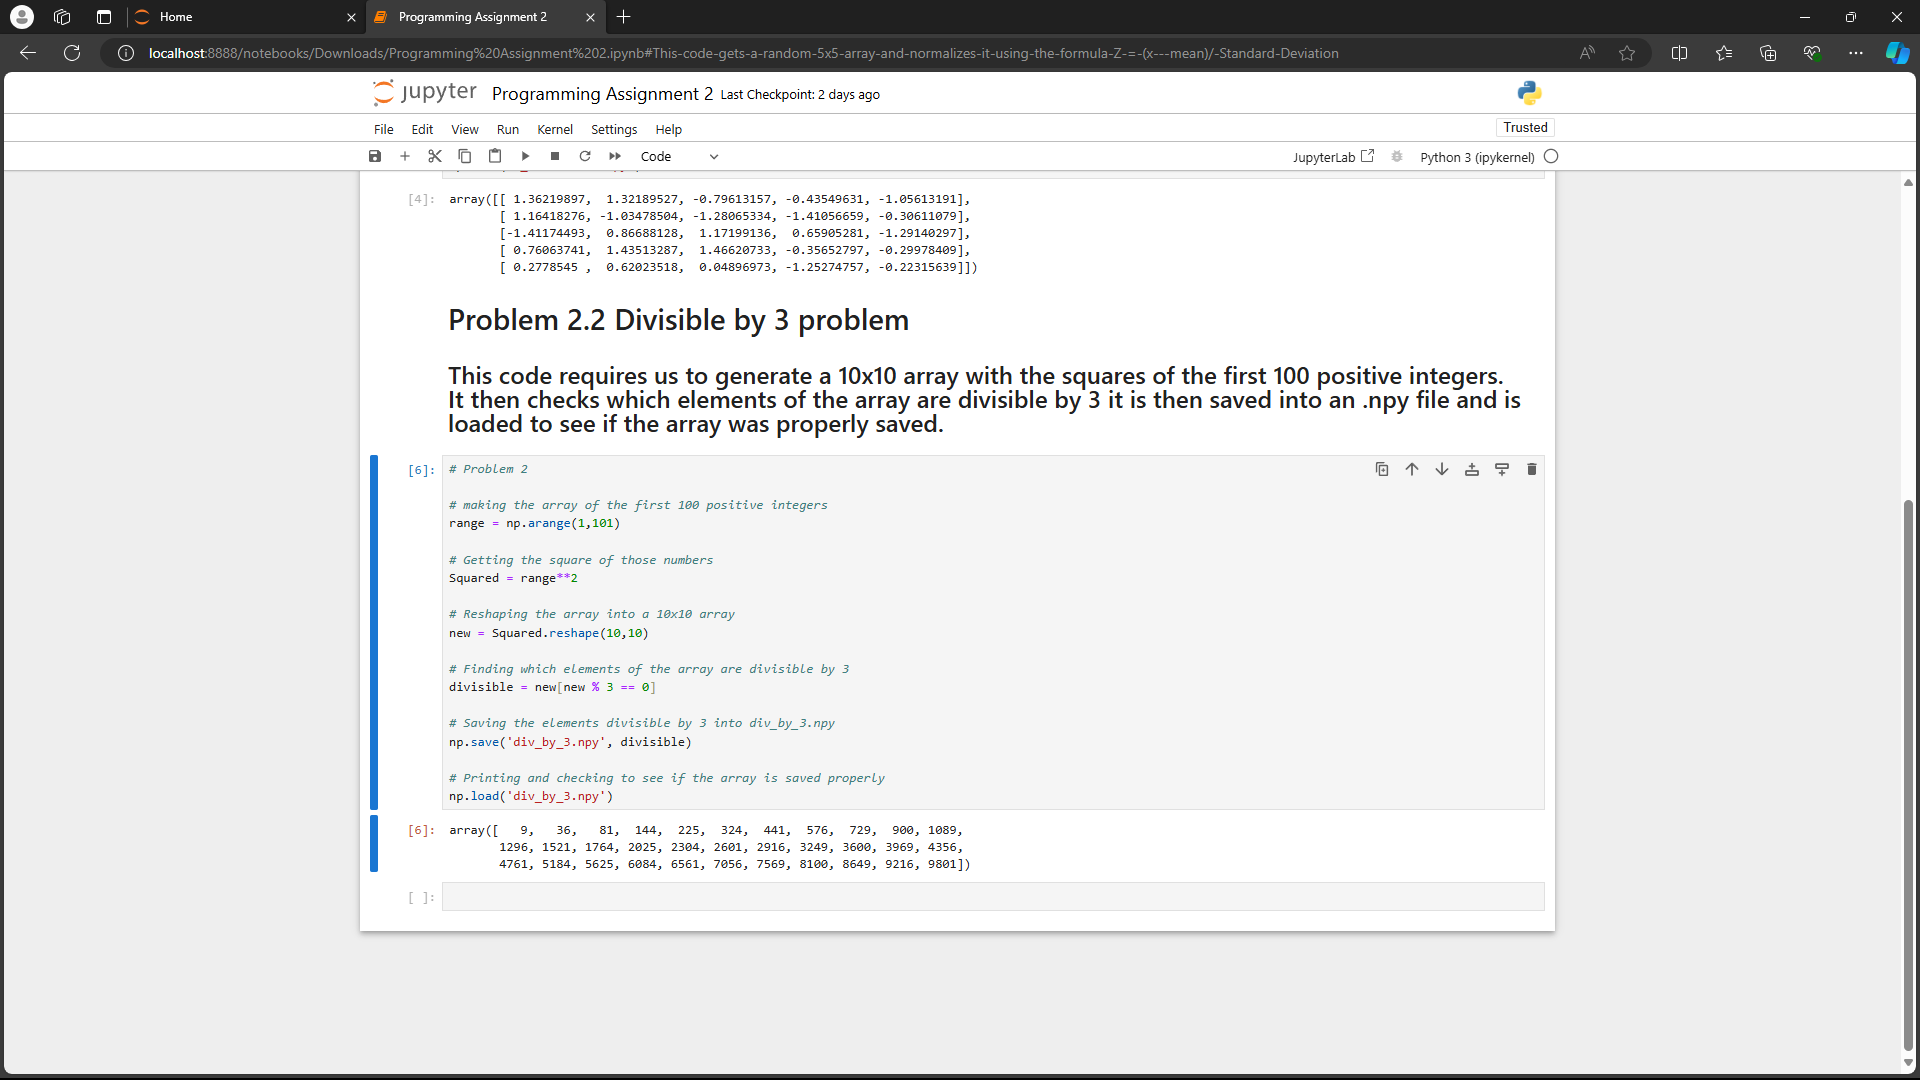 Home
Programming Assignment 2
localhost:8888/notebooks/Downloads/Programming%20Assignment%202.ipynb#This-code-gets-a-random-5x5-array-and-normalizes-it-using-the-formula-Z-=-(x---mean)/-Standard-Deviation
jupyter Programming Assignment 2 Last Checkpoint: 2 days ago
File Edit View Run Kernel Settings Help
Trusted
Code
JupyterLab
Python 3 (ipykernel)
[4]: array([[ 1.36219897,  1.32189527, -0.79613157, -0.43549631, -1.05613191],
[ 1.16418276, -1.03478504, -1.28065334, -1.41056659, -0.30611079],
[-1.41174493,  0.86688128,  1.17199136,  0.65905281, -1.29140297],
[ 0.76063741,  1.43513287,  1.46620733, -0.35652797, -0.29978409],
[ 0.2778545 ,  0.62023518,  0.04896973, -1.25274757, -0.22315639]])
Problem 2.2 Divisible by 3 problem
This code requires us to generate a 10x10 array with the squares of the first 100 positive integers.
It then checks which elements of the array are divisible by 3 it is then saved into an .npy file and is
loaded to see if the array was properly saved.
[6]: # Problem 2
# making the array of the first 100 positive integers
range = np.arange(1,101)
# Getting the square of those numbers
Squared = range**2
# Reshaping the array into a 10x10 array
new = Squared.reshape(10,10)
# Finding which elements of the array are divisible by 3
divisible = new[new % 3 == 0]
# Saving the elements divisible by 3 into div_by_3.npy
np.save('div_by_3.npy', divisible)
# Printing and checking to see if the array is saved properly
np.load('div_by_3.npy')
[6]: array([   9,   36,   81,  144,  225,  324,  441,  576,  729,  900, 1089,
1296, 1521, 1764, 2025, 2304, 2601, 2916, 3249, 3600, 3969, 4356,
4761, 5184, 5625, 6084, 6561, 7056, 7569, 8100, 8649, 9216, 9801])
[ ]: